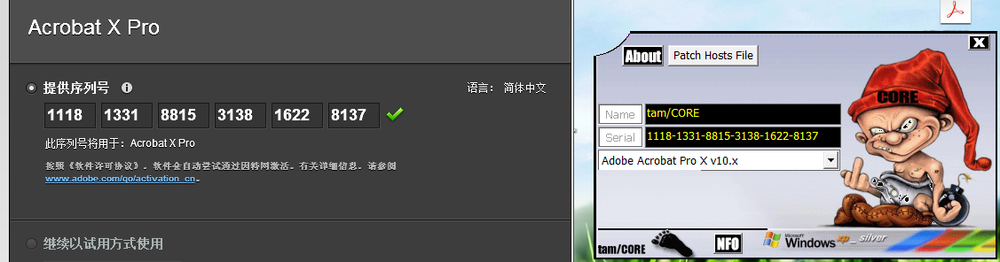 Acrobat X Pro
提供序列号
语言： 简体中文
1118 1331 8815 3138 1622 8137
此序列号将用于：Acrobat X Pro
按照《软件许可协议》，软件会自动尝试通过因特网激活。有关详细信息，请参阅
www.adobe.com/go/activation_cn。
继续以试用方式使用
About Patch Hosts File X
CORE
Name tam/CORE
Serial 1118-1331-8815-3138-1622-8137
Adobe Acrobat Pro X v10.x
tam/CORE NFO Microsoft Windows xp_silver